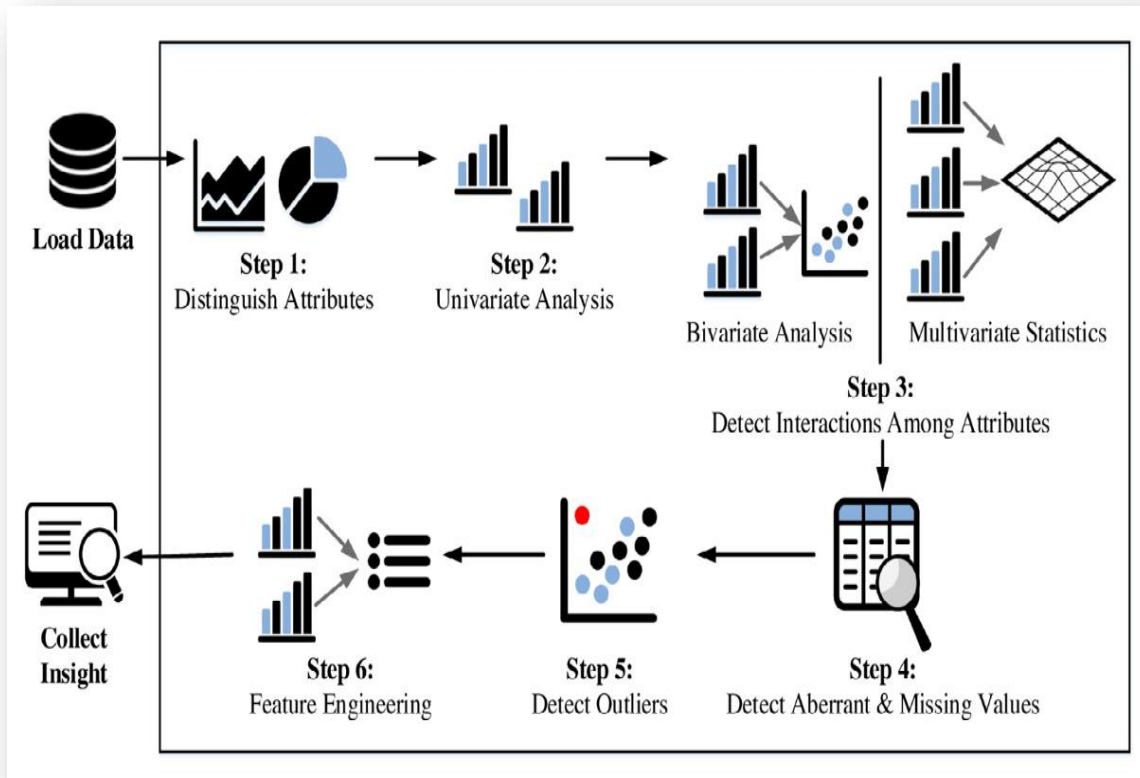 Load Data
Step 1:
Distinguish Attributes
Step 2:
Univariate Analysis
Bivariate Analysis
Multivariate Statistics
Step 3:
Detect Interactions Among Attributes
Step 4:
Detect Aberrant & Missing Values
Step 5:
Detect Outliers
Step 6:
Feature Engineering
Collect
Insight